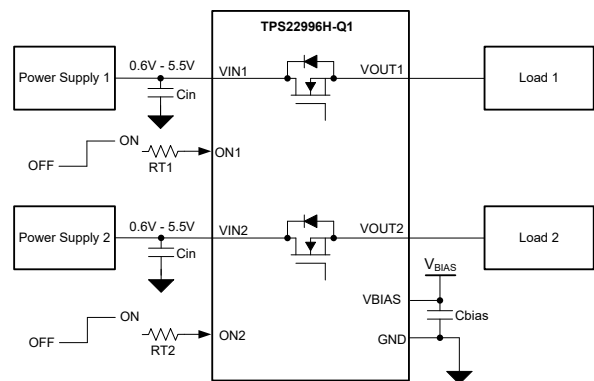 TPS22996H-Q1
Power Supply 1
0.6V - 5.5V
VIN1
VOUT1
Load 1
Cin
ON
OFF
RT1
ON1
Power Supply 2
0.6V - 5.5V
VIN2
VOUT2
Load 2
Cin
VBIAS
VBIAS
Cbias
ON
OFF
RT2
ON2
GND